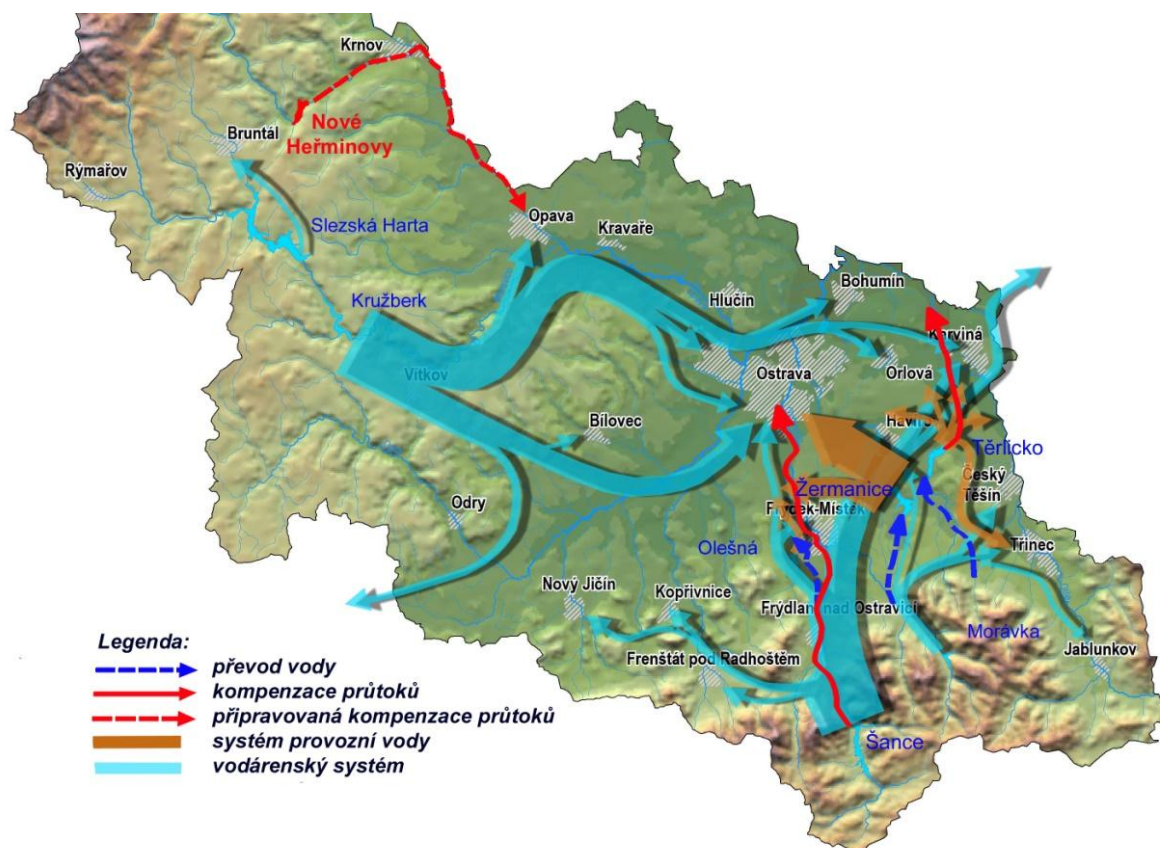 Krnov
Nové
Heřminovy
Bruntál
Rýmařov
Slezská Harta
Opava
Kravaře
Kružberk
Hlučín
Bohumín
Karviná
Vítkov
Ostrava
Orlová
Bílovec
Havířov
Těrlicko
Žermanice
Český
Těšín
Frýdek-Místek
Odry
Olešná
Třinec
Nový Jičín
Kopřivnice
Frýdlant nad Ostravicí
Morávka
Frenštát pod Radhoštěm
Jablunkov
Šance
Legenda:
převod vody
kompenzace průtoků
připravovaná kompenzace průtoků
systém provozní vody
vodárenský systém